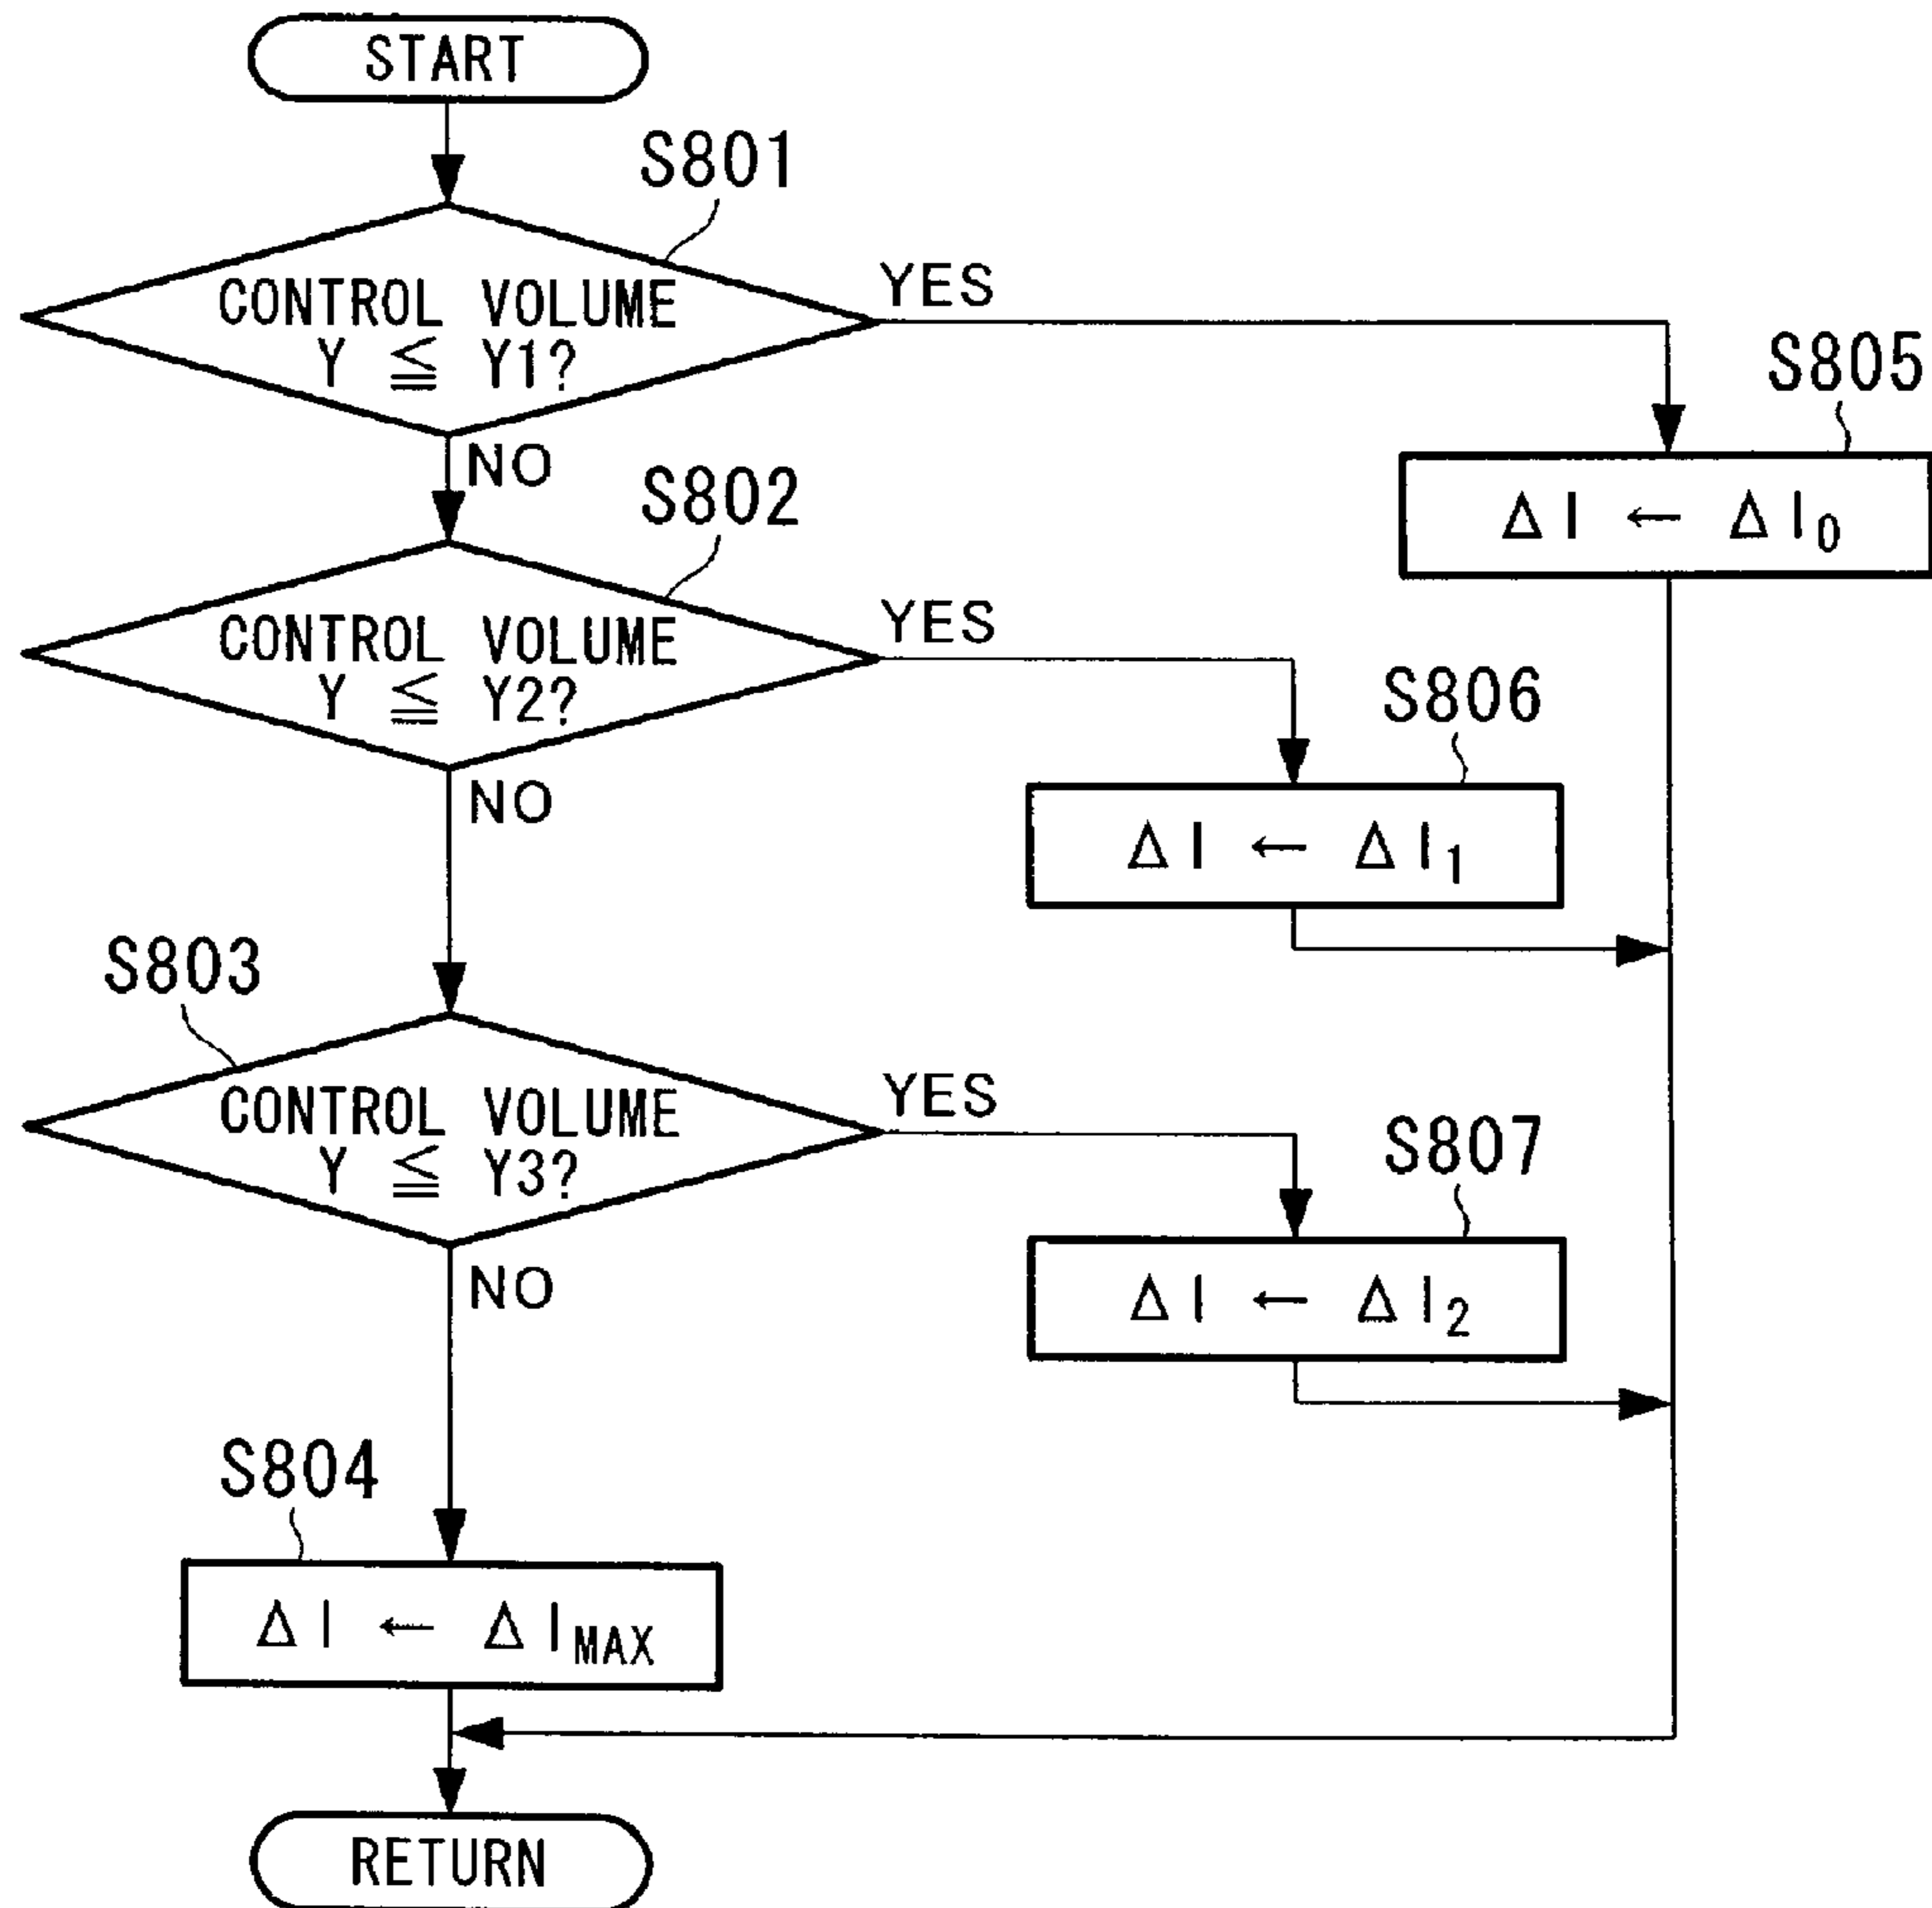 START
S801
CONTROL VOLUME
Y ≦ Y1?
YES
NO
S805
ΔI ← ΔI0
S802
CONTROL VOLUME
Y ≦ Y2?
YES
NO
S806
ΔI ← ΔI1
S803
CONTROL VOLUME
Y ≦ Y3?
YES
NO
S807
ΔI ← ΔI2
S804
ΔI ← ΔIMAX
RETURN